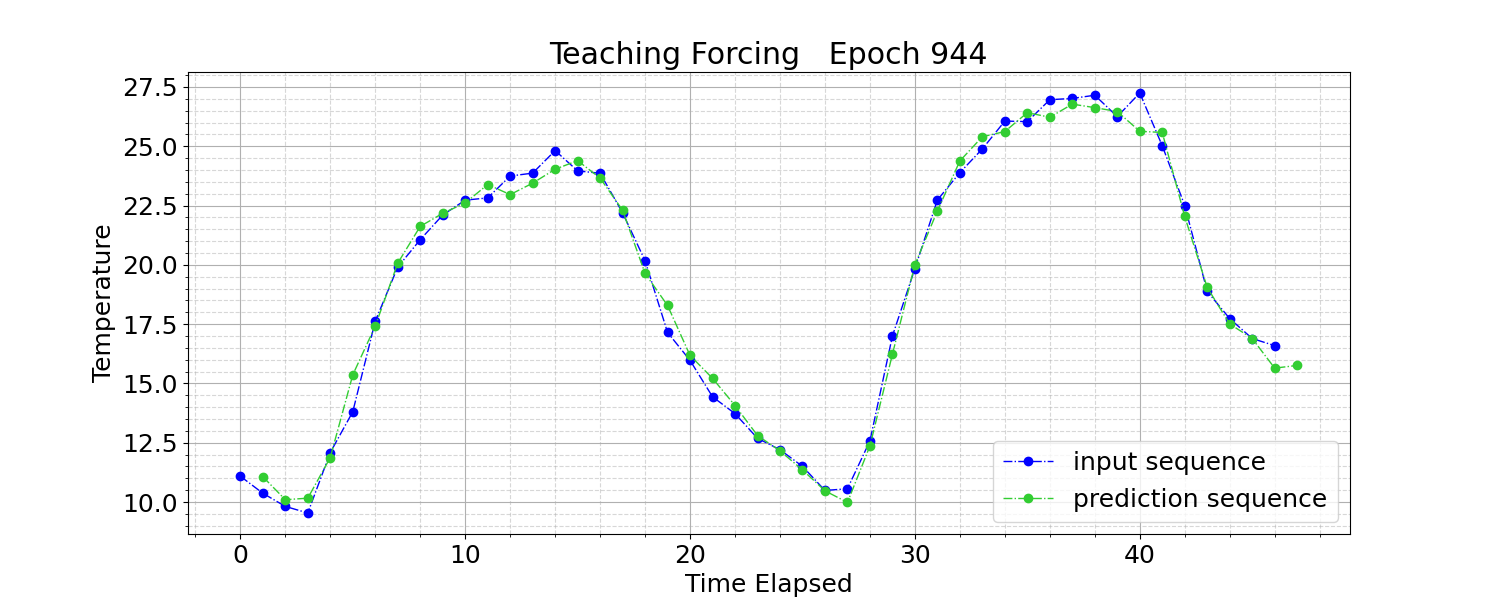 Teaching Forcing   Epoch 944
27.5
25.0
22.5
20.0
17.5
15.0
12.5
10.0
Temperature
input sequence
prediction sequence
0 10 20 30 40
Time Elapsed